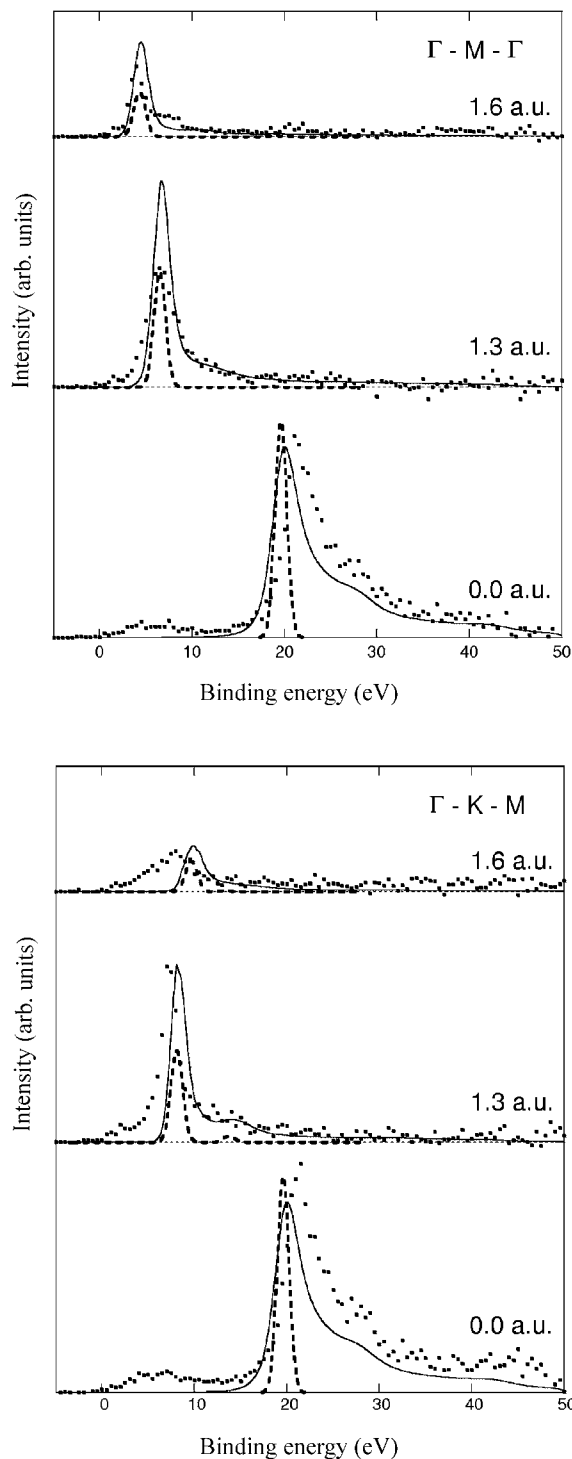 Γ - M - Γ
1.6 a.u.
1.3 a.u.
0.0 a.u.
Intensity (arb. units)
0 10 20 30 40 50
Binding energy (eV)
Γ - K - M
1.6 a.u.
1.3 a.u.
0.0 a.u.
Intensity (arb. units)
0 10 20 30 40 50
Binding energy (eV)